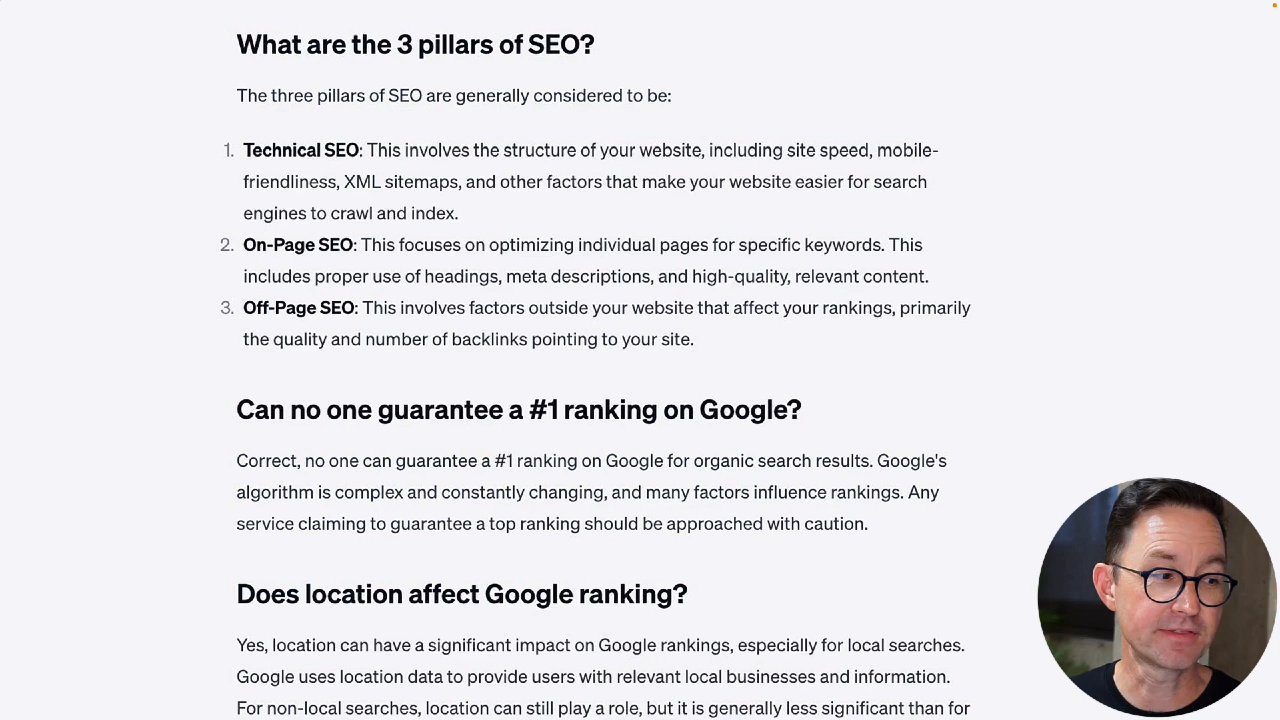 What are the 3 pillars of SEO?
The three pillars of SEO are generally considered to be:
1. Technical SEO: This involves the structure of your website, including site speed, mobile-
friendliness, XML sitemaps, and other factors that make your website easier for search
engines to crawl and index.
2. On-Page SEO: This focuses on optimizing individual pages for specific keywords. This
includes proper use of headings, meta descriptions, and high-quality, relevant content.
3. Off-Page SEO: This involves factors outside your website that affect your rankings, primarily
the quality and number of backlinks pointing to your site.
Can no one guarantee a #1 ranking on Google?
Correct, no one can guarantee a #1 ranking on Google for organic search results. Google's
algorithm is complex and constantly changing, and many factors influence rankings. Any
service claiming to guarantee a top ranking should be approached with caution.
Does location affect Google ranking?
Yes, location can have a significant impact on Google rankings, especially for local searches.
Google uses location data to provide users with relevant local businesses and information.
For non-local searches, location can still play a role, but it is generally less significant than for